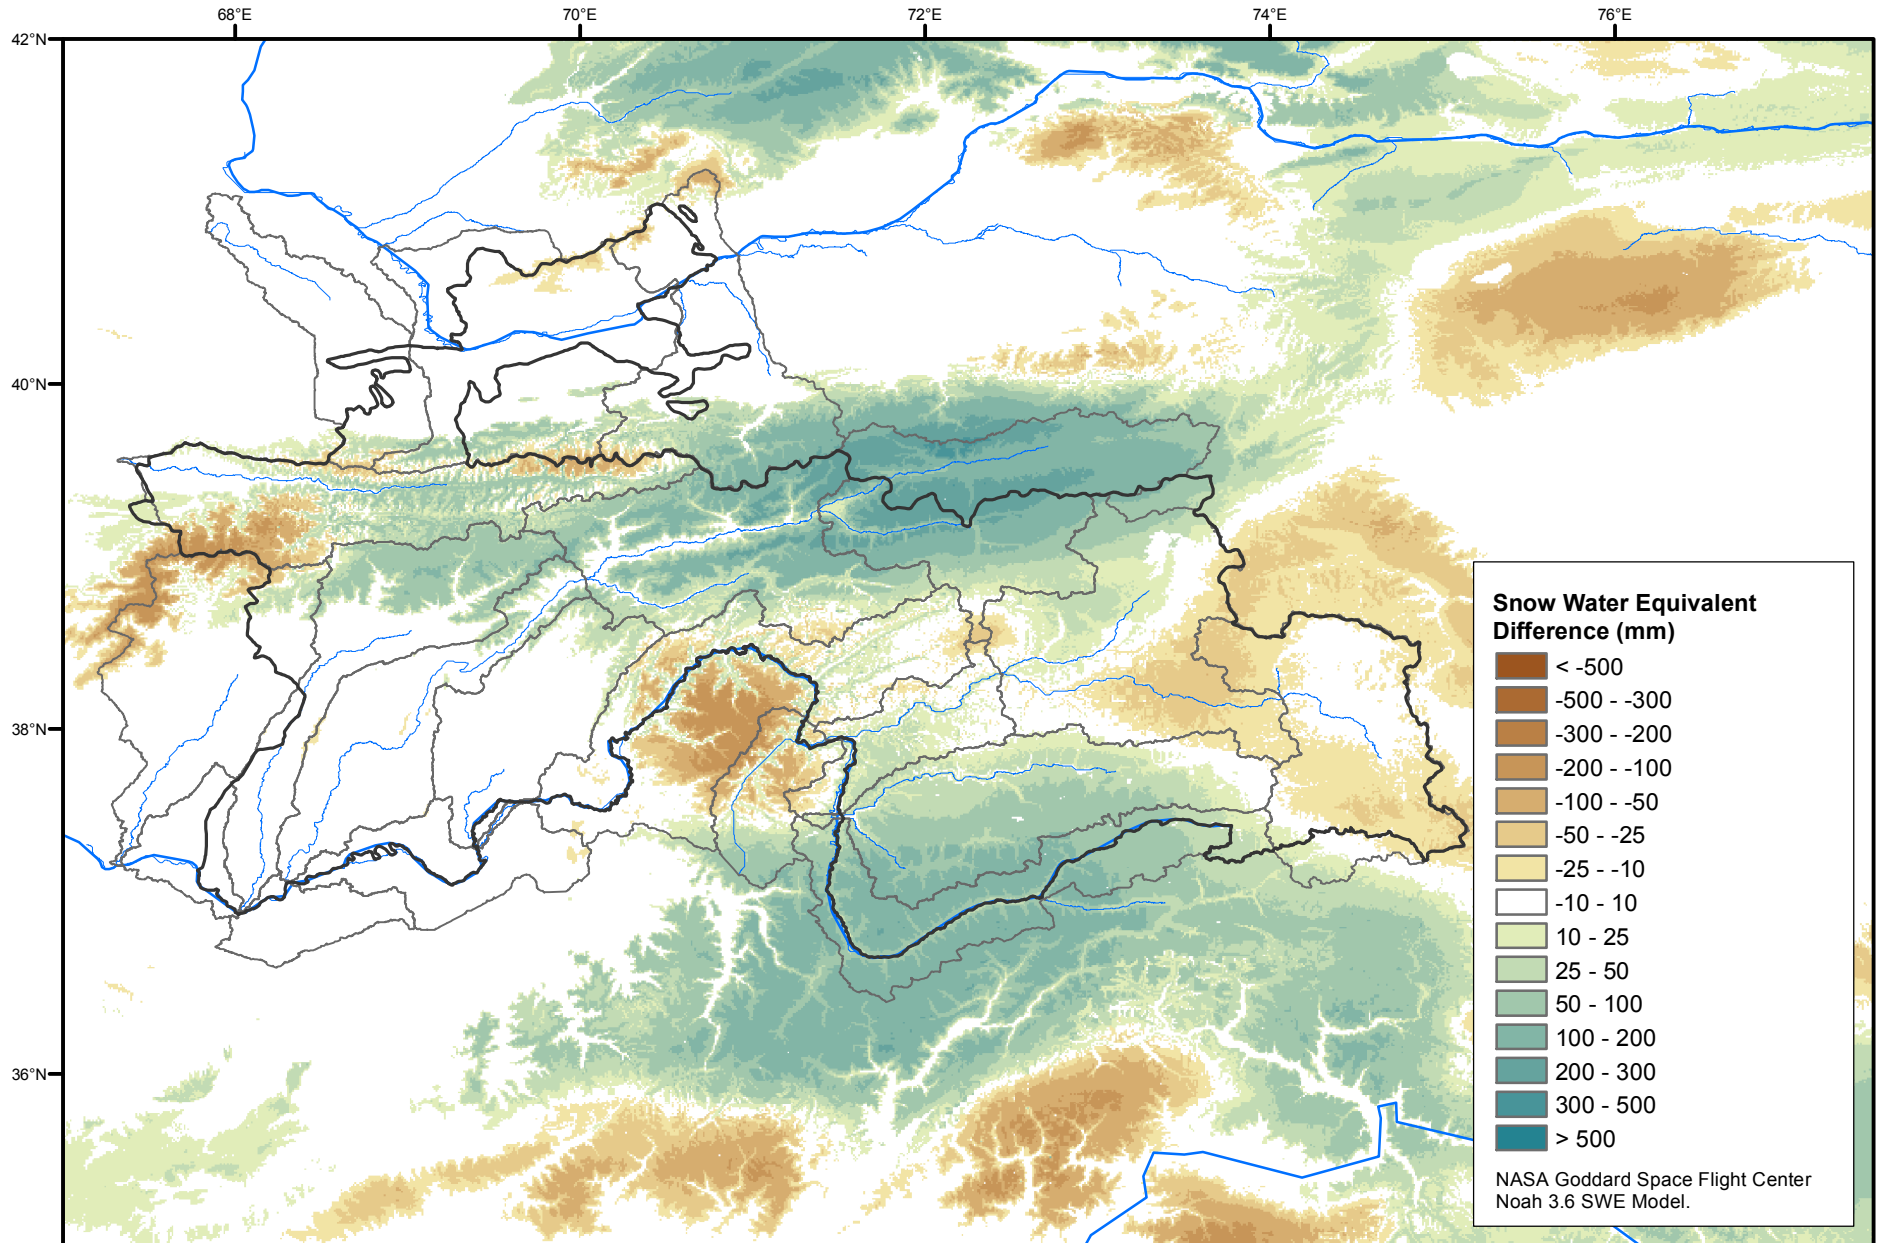 68°E
70°E
72°E
74°E
76°E
42°N
40°N
38°N
36°N
Snow Water Equivalent
Difference (mm)
< -500
-500 - -300
-300 - -200
-200 - -100
-100 - -50
-50 - -25
-25 - -10
-10 - 10
10 - 25
25 - 50
50 - 100
100 - 200
200 - 300
300 - 500
> 500
NASA Goddard Space Flight Center
Noah 3.6 SWE Model.